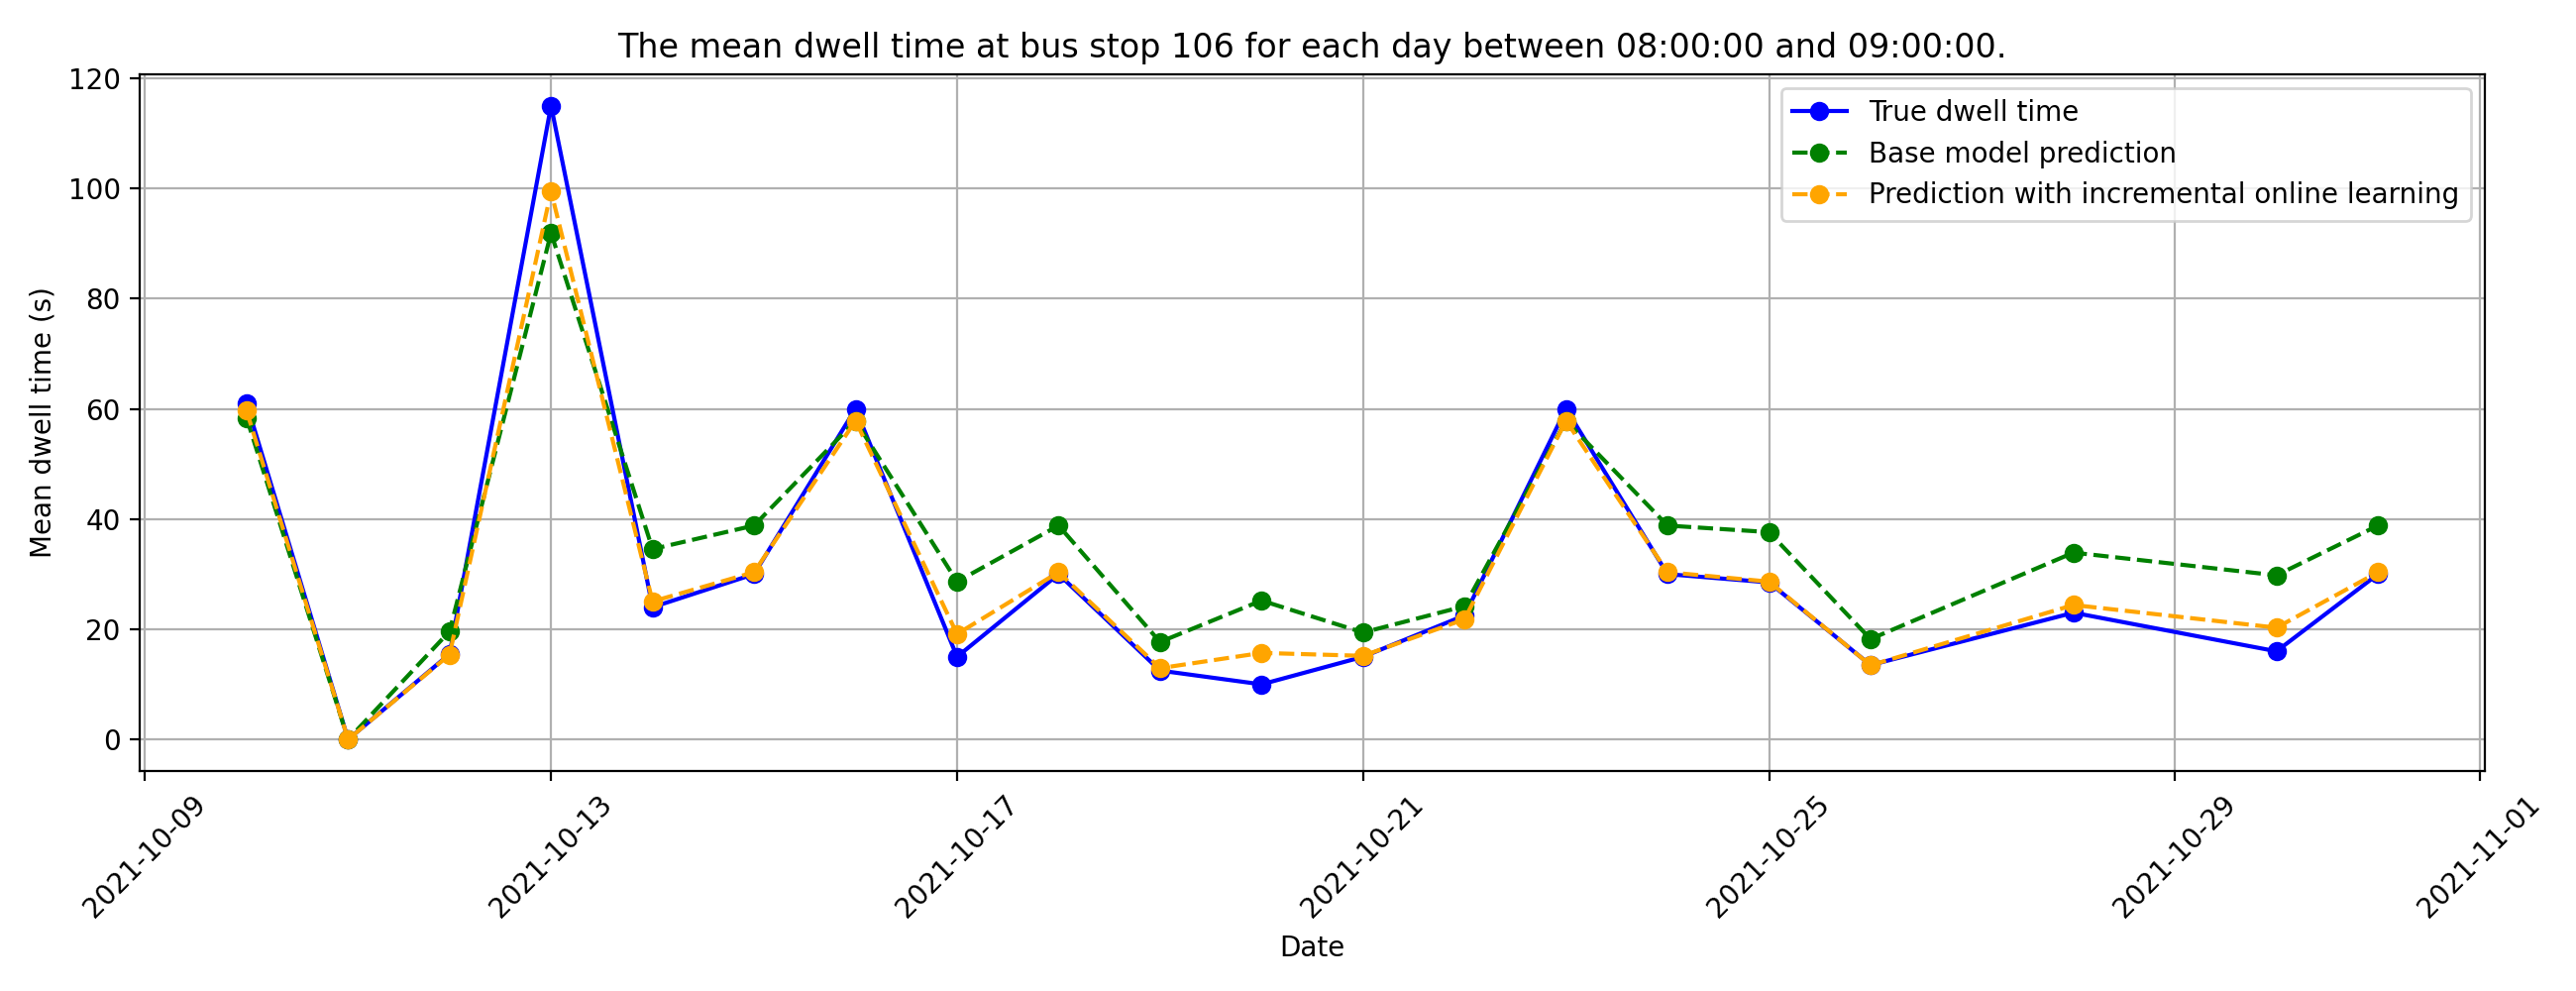 The mean dwell time at bus stop 106 for each day between 08:00:00 and 09:00:00.
120
100
80
60
40
20
0
Mean dwell time (s)
True dwell time
Base model prediction
Prediction with incremental online learning
2021-10-09
2021-10-13
2021-10-17
2021-10-21
2021-10-25
2021-10-29
2021-11-01
Date